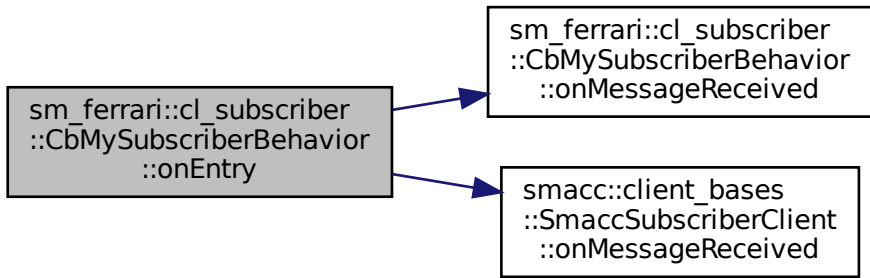 sm_ferrari::cl_subscriber
::CbMySubscriberBehavior
::onEntry
sm_ferrari::cl_subscriber
::CbMySubscriberBehavior
::onMessageReceived
smacc::client_bases
::SmaccSubscriberClient
::onMessageReceived